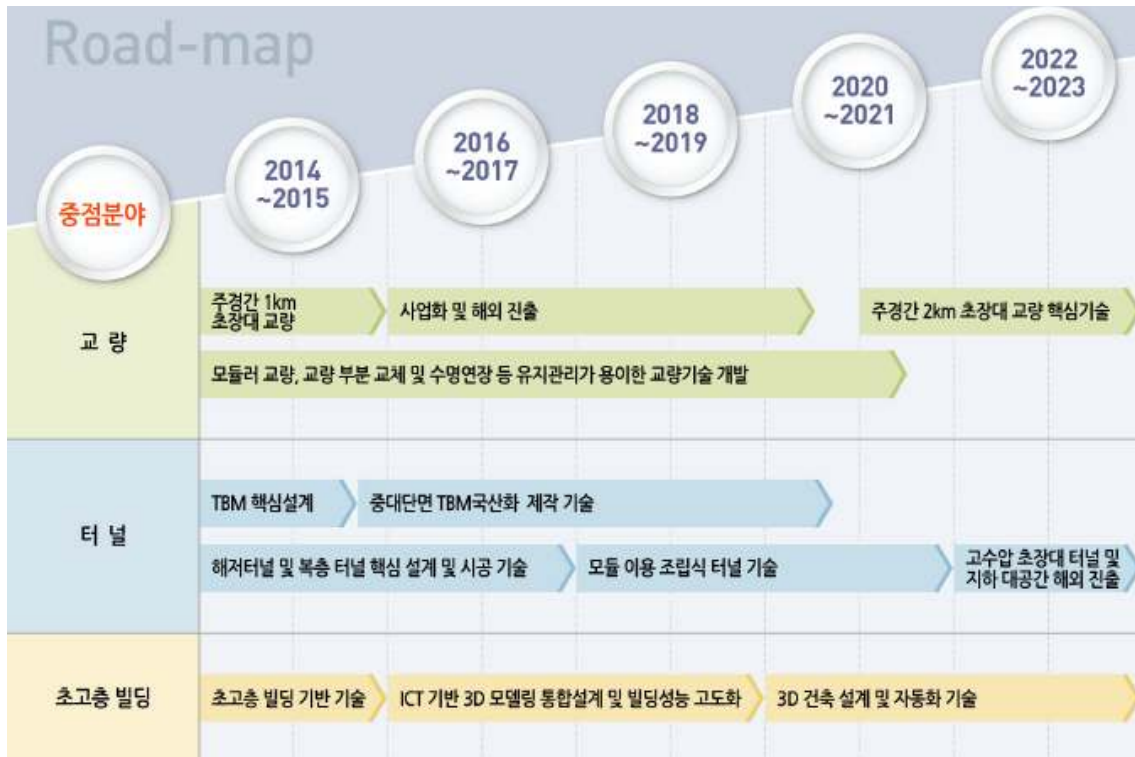 Road-map
중점분야
2014
~2015
2016
~2017
2018
~2019
2020
~2021
2022
~2023
교 량
주경간 1km
초장대 교량
사업화 및 해외 진출
주경간 2km 초장대 교량 핵심기술
모듈러 교량, 교량 부분 교체 및 수명연장 등 유지관리가 용이한 교량기술 개발
터 널
TBM 핵심설계
중대단면 TBM국산화 제작 기술
해저터널 및 복층 터널 핵심 설계 및 시공 기술
모듈 이용 조립식 터널 기술
고수압 초장대 터널 및
지하 대공간 해외 진출
초고층 빌딩
초고층 빌딩 기반 기술
ICT 기반 3D 모델링 통합설계 및 빌딩성능 고도화
3D 건축 설계 및 자동화 기술